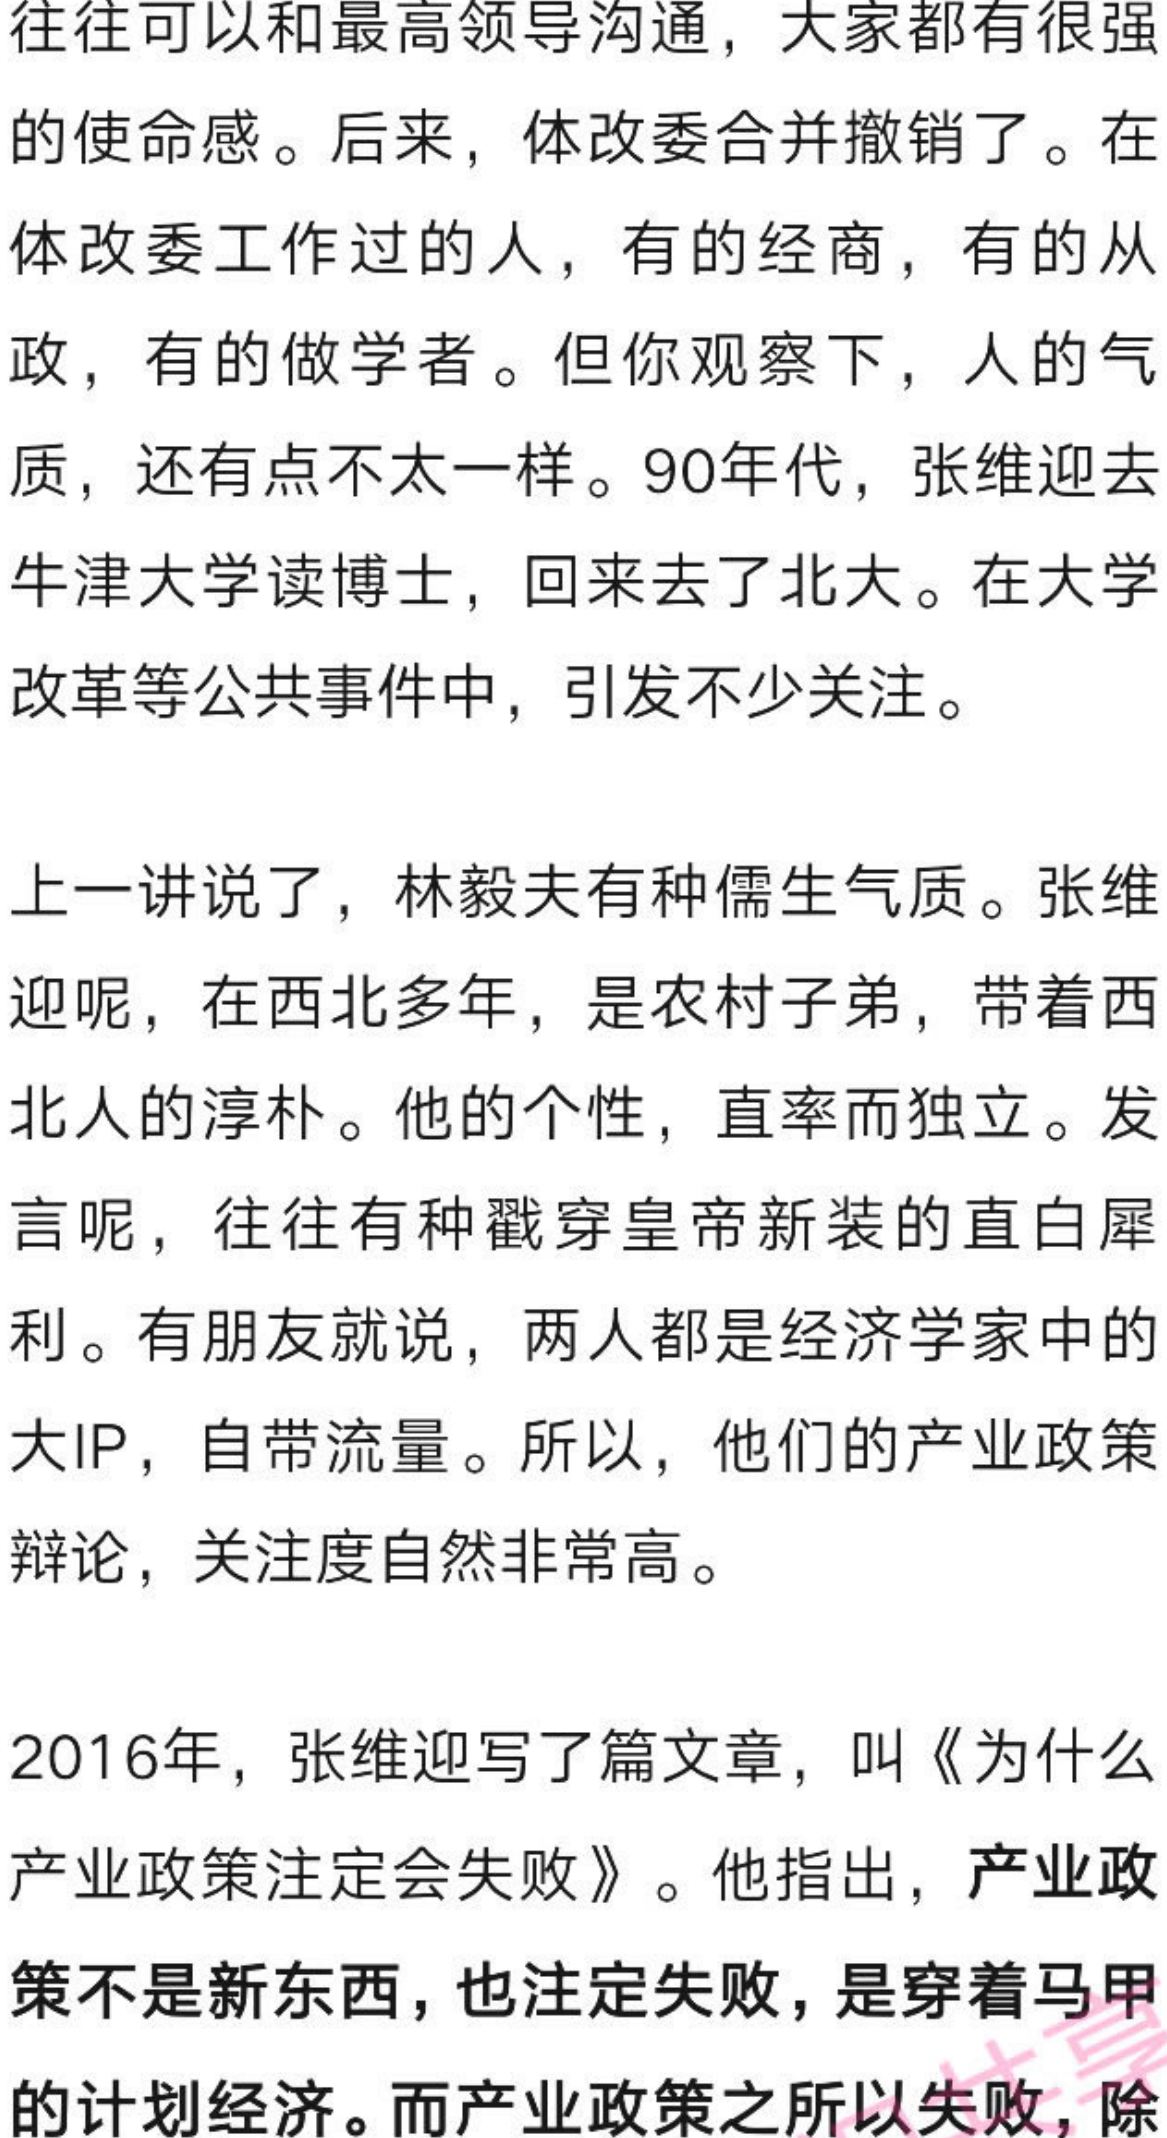 往往可以和最高领导沟通，大家都有很强
的使命感。后来，体改委合并撤销了。在
体改委工作过的人，有的经商，有的从
政，有的做学者。但你观察下，人的气
质，还有点不太一样。90年代，张维迎去
牛津大学读博士，回来去了北大。在大学
改革等公共事件中，引发不少关注。
上一讲说了，林毅夫有种儒生气质。张维
迎呢，在西北多年，是农村子弟，带着西
北人的淳朴。他的个性，直率而独立。发
言呢，往往有种戳穿皇帝新装的直白犀
利。有朋友就说，两人都是经济学家中的
大IP，自带流量。所以，他们的产业政策
辩论，关注度自然非常高。
2016年，张维迎写了篇文章，叫《为什么
产业政策注定会失败》。他指出，产业政
策不是新东西，也注定失败，是穿着马甲
的计划经济。而产业政策之所以失败，除
共享